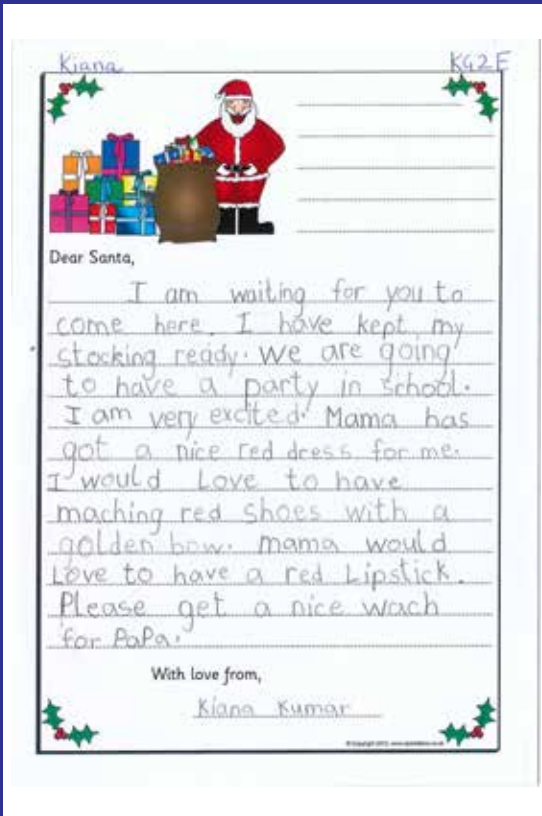 Kiana KG2E
Dear Santa,
I am waiting for you to
come here. I have kept my
stocking ready. We are going
to have a party in school.
I am very excited. Mama has
got a nice red dress for me.
I would Love to have
maching red shoes with a
golden bow. mama would
Love to have a red Lipstick.
Please get a nice wach
for PaPa.
With love from,
Kiana Kumar